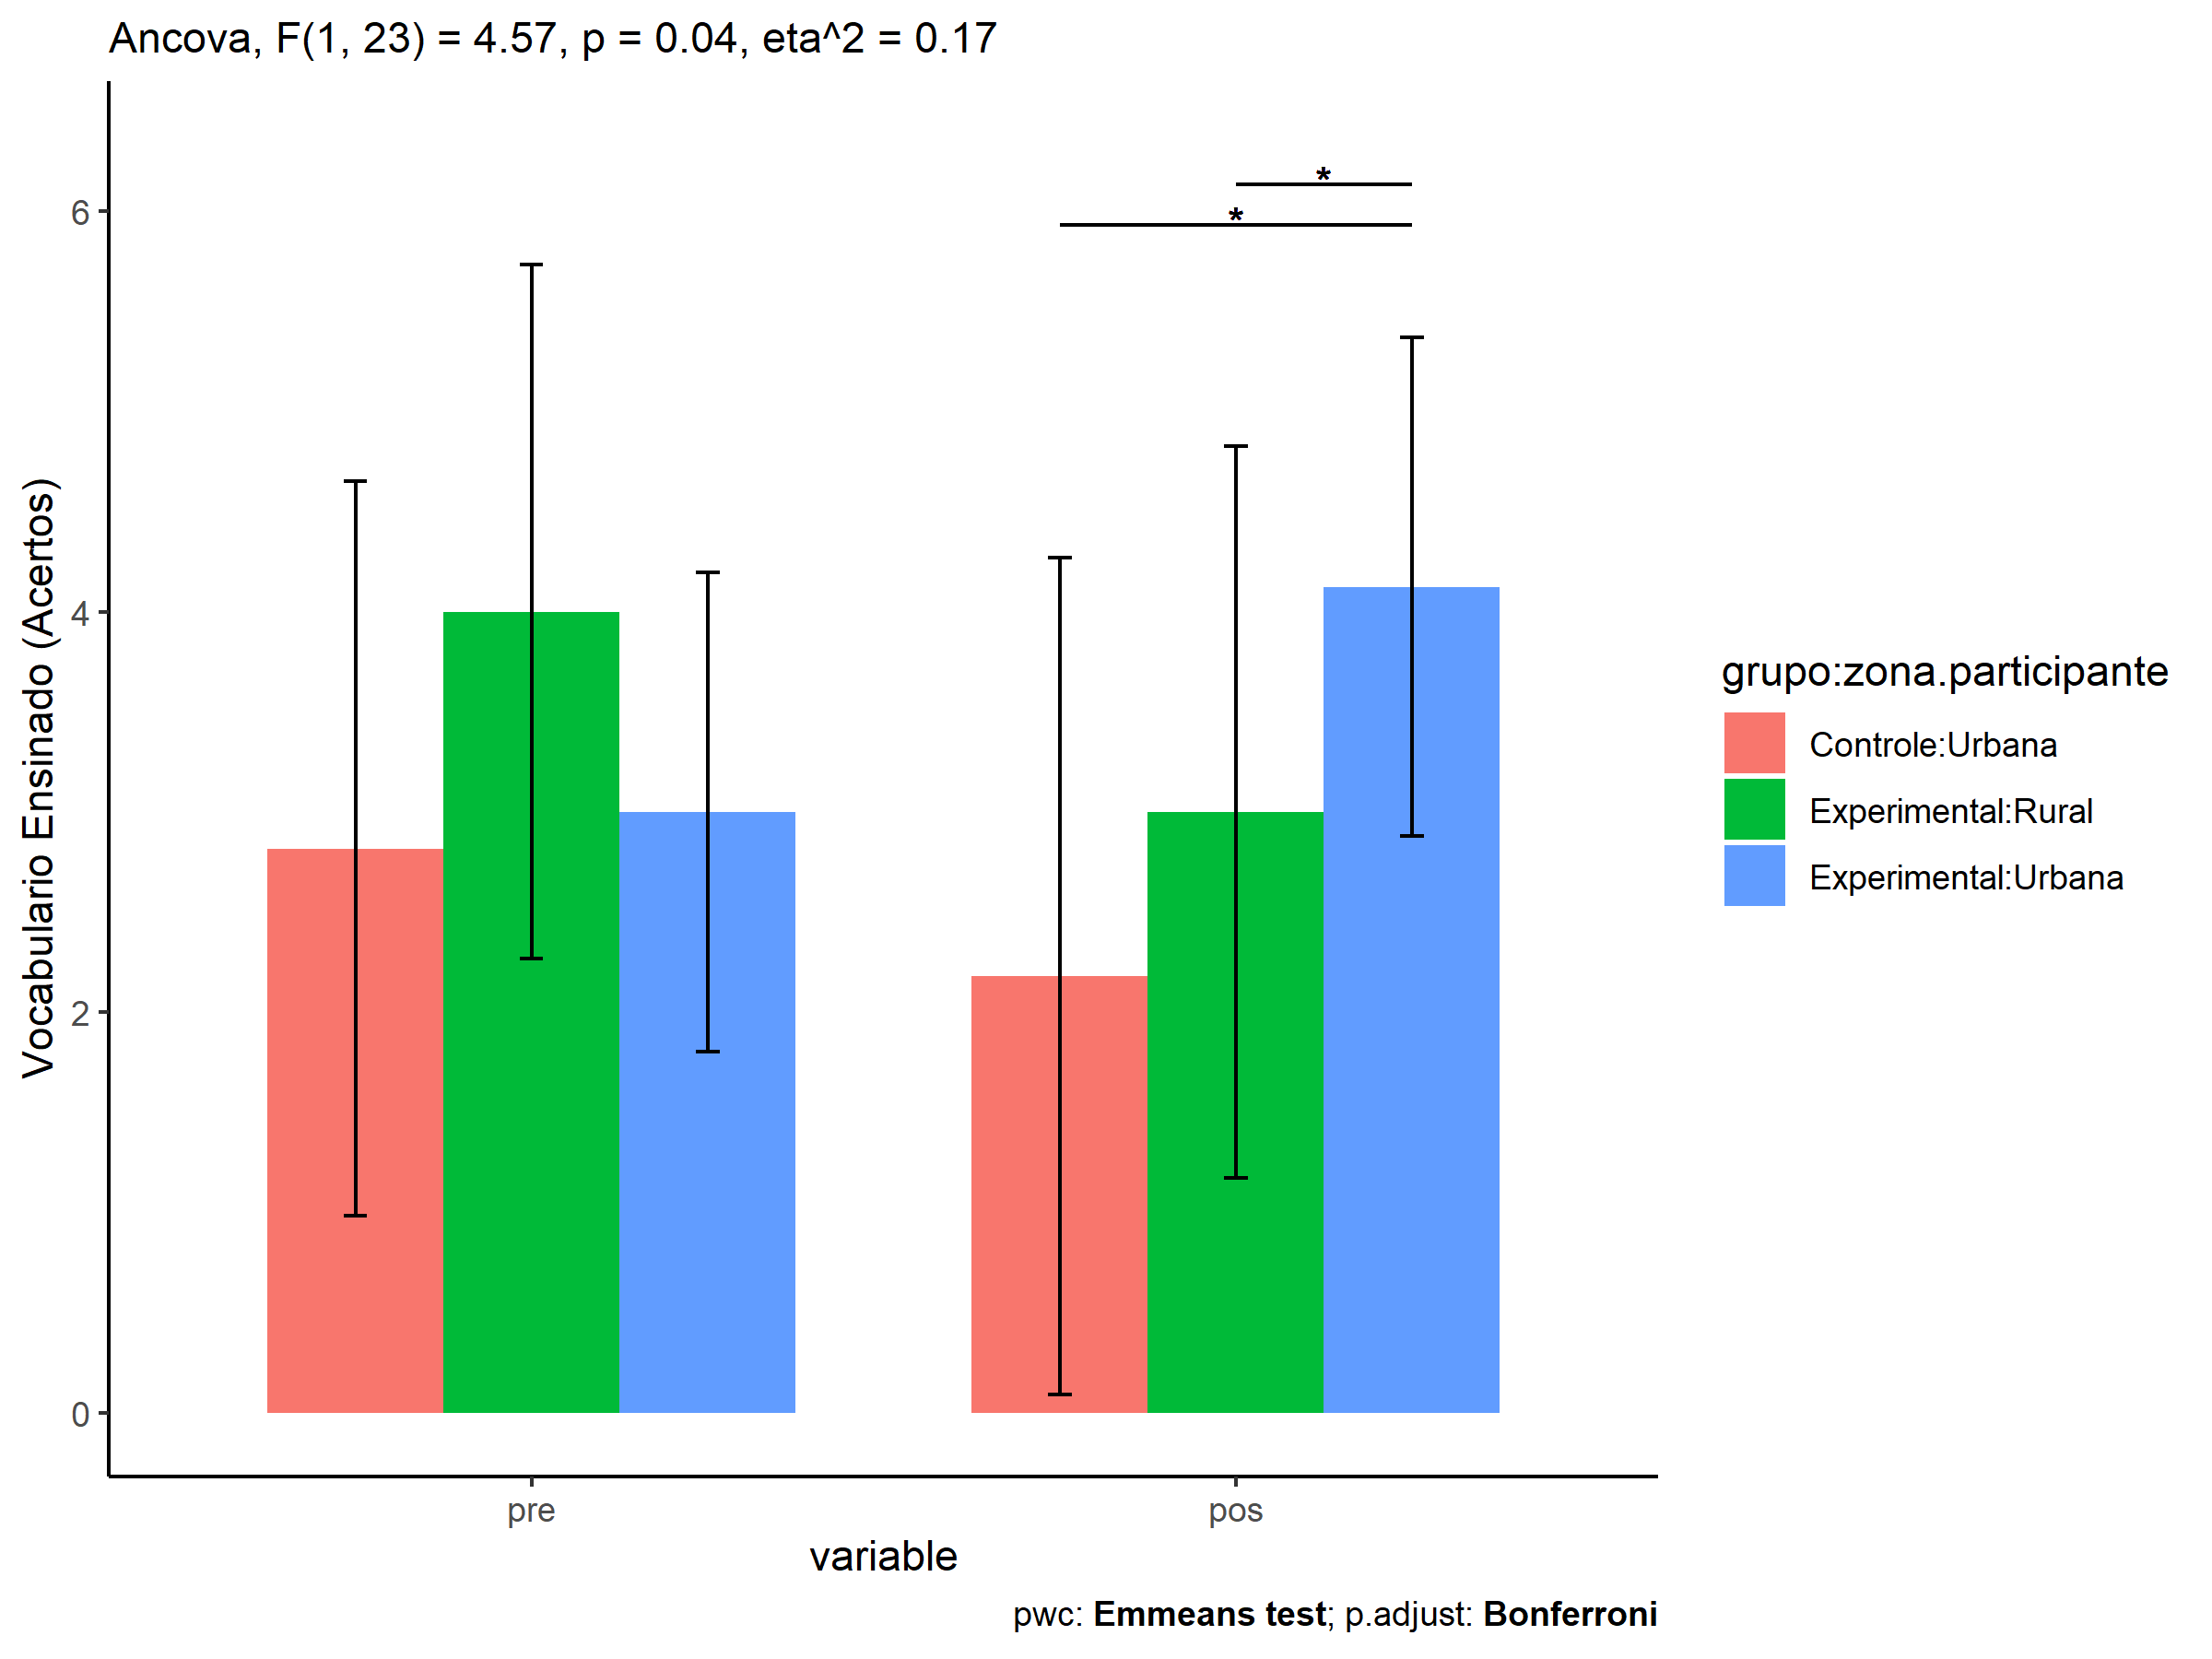 Ancova, F(1, 23) = 4.57, p = 0.04, eta^2 = 0.17
Vocabulario Ensinado (Acertos)
6
4
2
0
*
*
pre
pos
variable
grupo:zona.participante
Controle:Urbana
Experimental:Rural
Experimental:Urbana
pwc: Emmeans test; p.adjust: Bonferroni